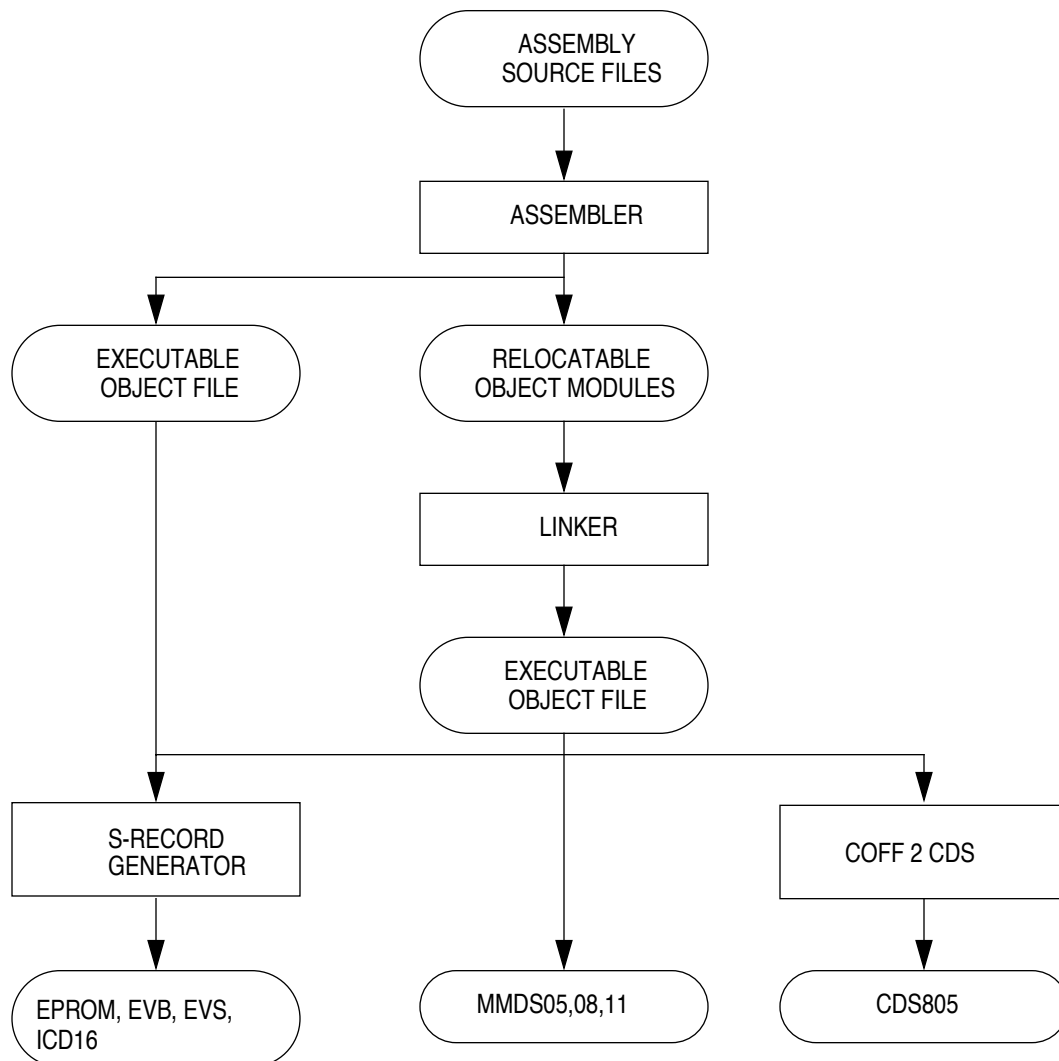 ASSEMBLY
SOURCE FILES
ASSEMBLER
EXECUTABLE
OBJECT FILE
RELOCATABLE
OBJECT MODULES
LINKER
EXECUTABLE
OBJECT FILE
S-RECORD
GENERATOR
COFF 2 CDS
EPROM, EVB, EVS,
ICD16
MMDS05,08,11
CDS805